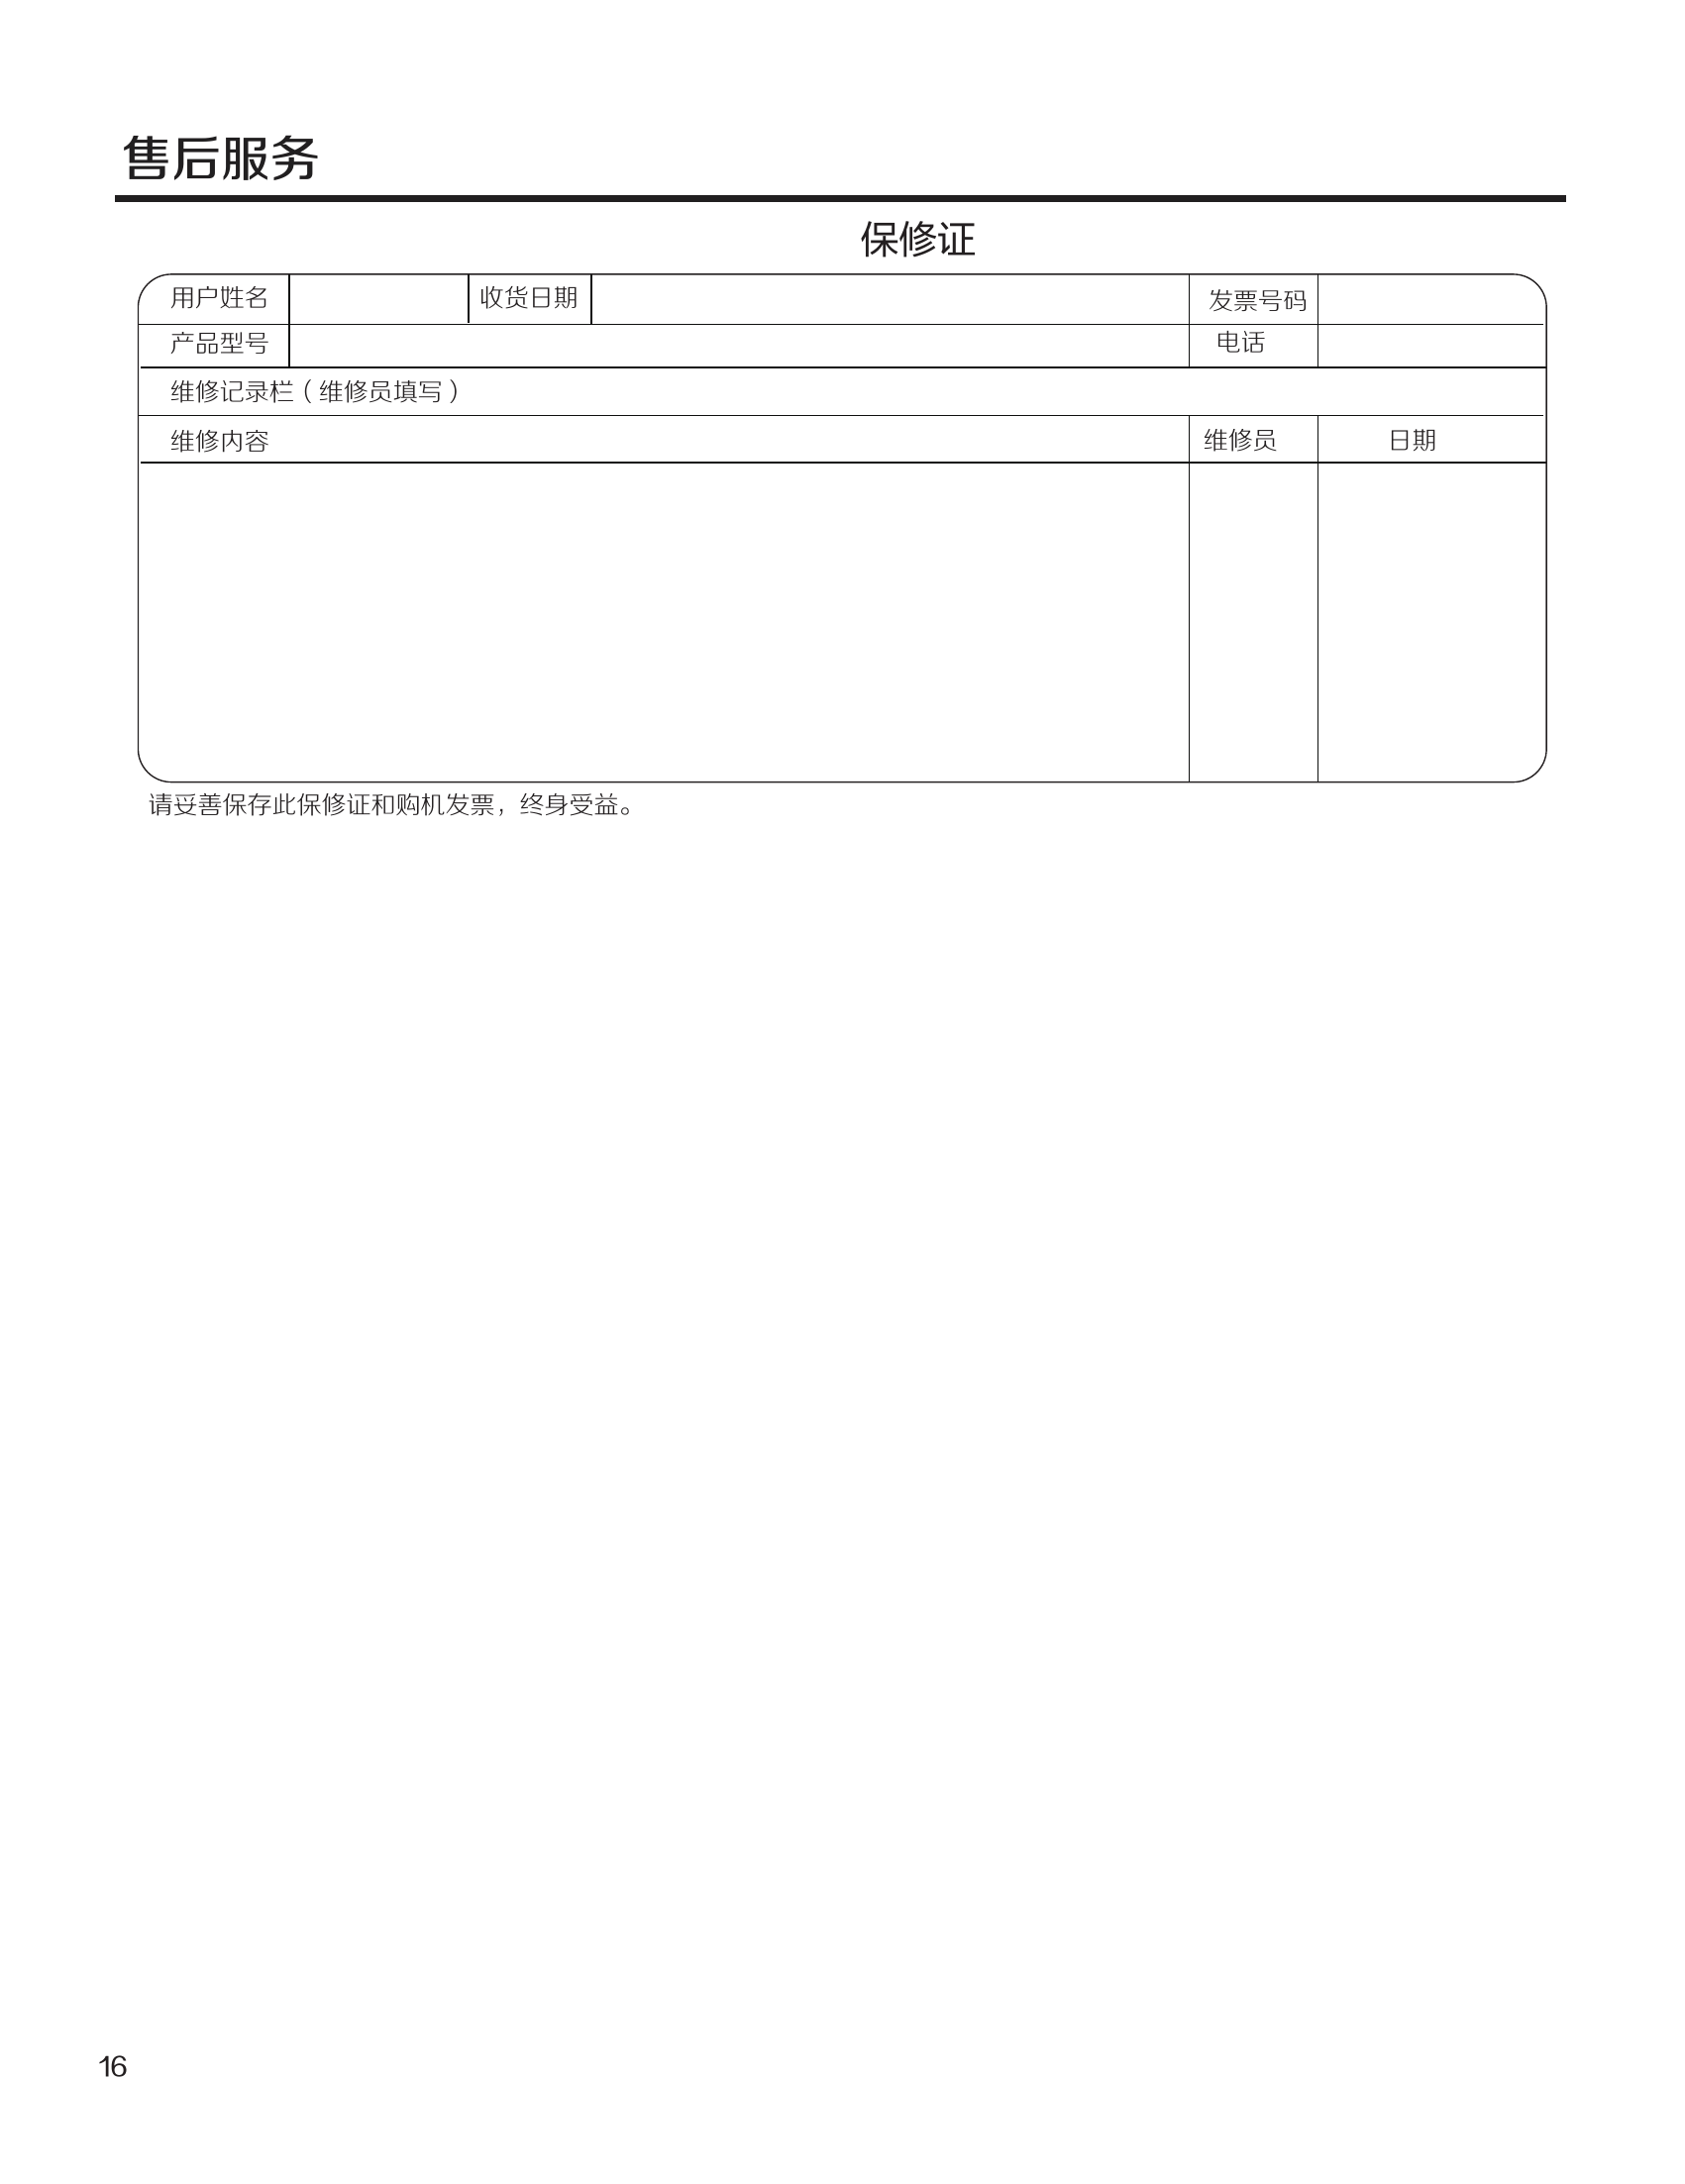 售后服务
保修证
用户姓名 收货日期 发票号码
产品型号 电话
维修记录栏（维修员填写）
维修内容 维修员 日期
请妥善保存此保修证和购机发票，终身受益。
16